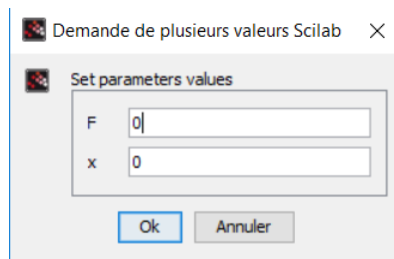 Demande de plusieurs valeurs Scilab
Set parameters values
F 0
x 0
Ok Annuler